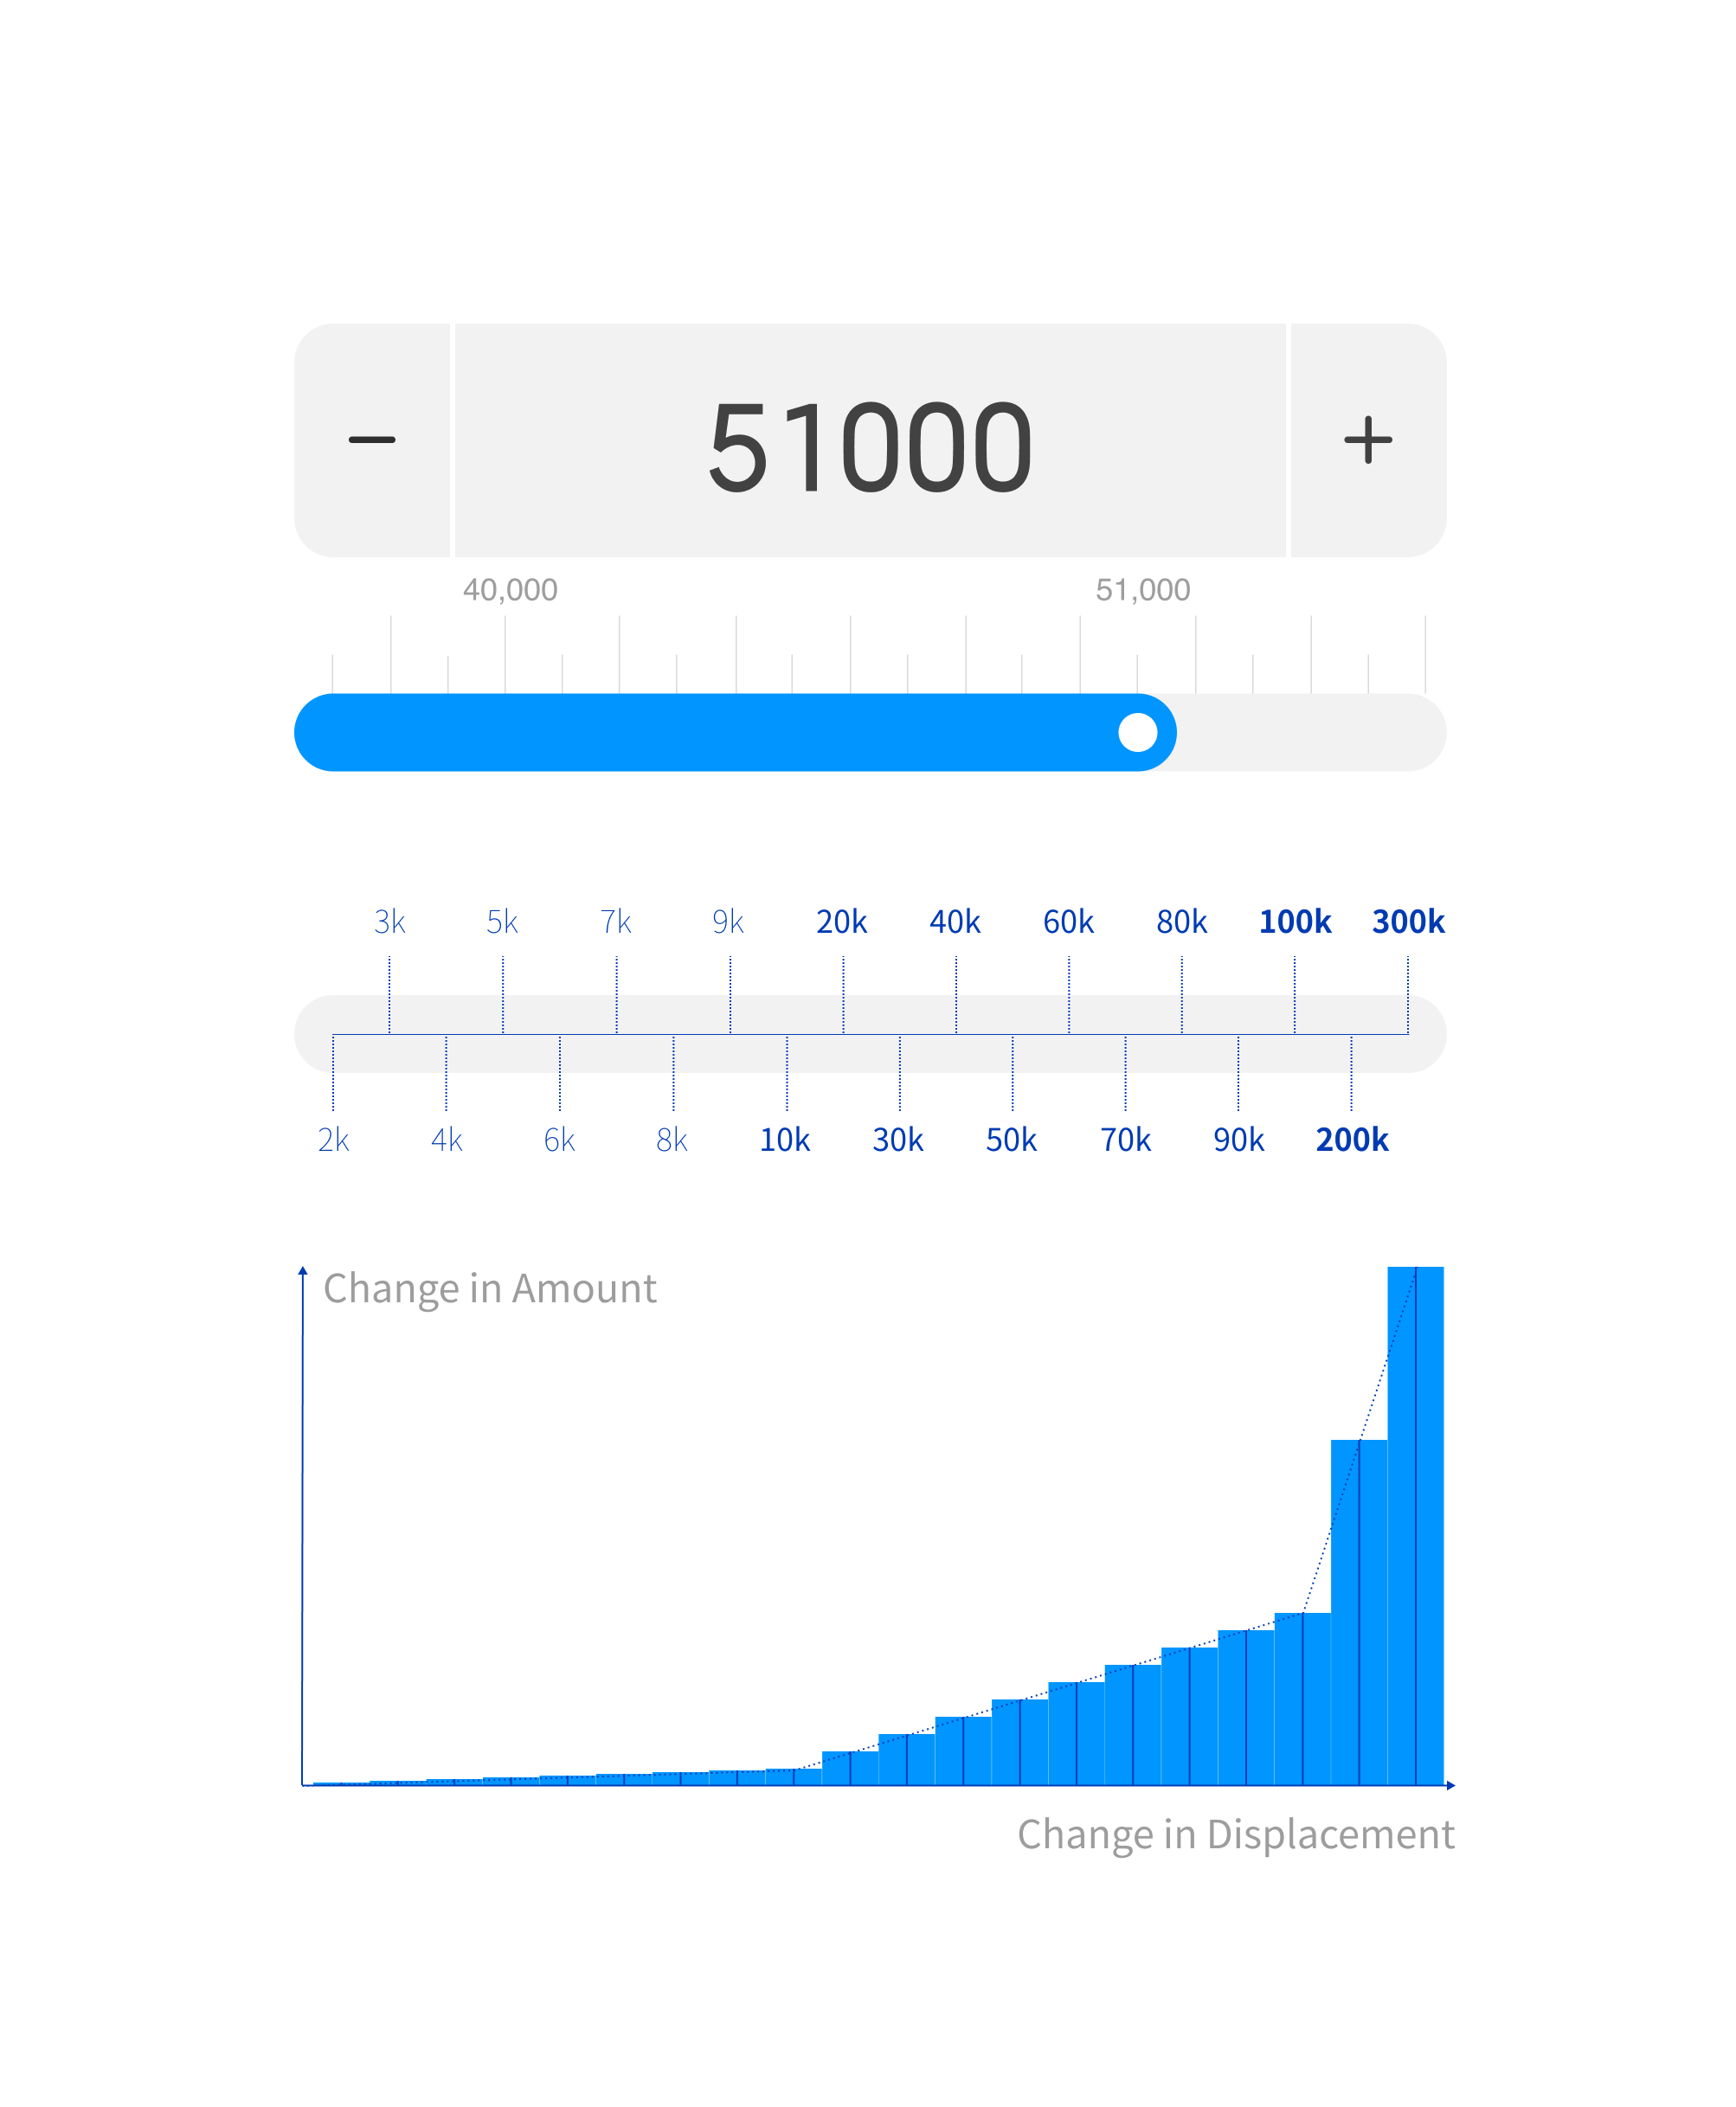 51000
40,000 51,000
3k 5k 7k 9k 20k 40k 60k 80k 100k 300k
2k 4k 6k 8k 10k 30k 50k 70k 90k 200k
Change in Amount
Change in Displacement